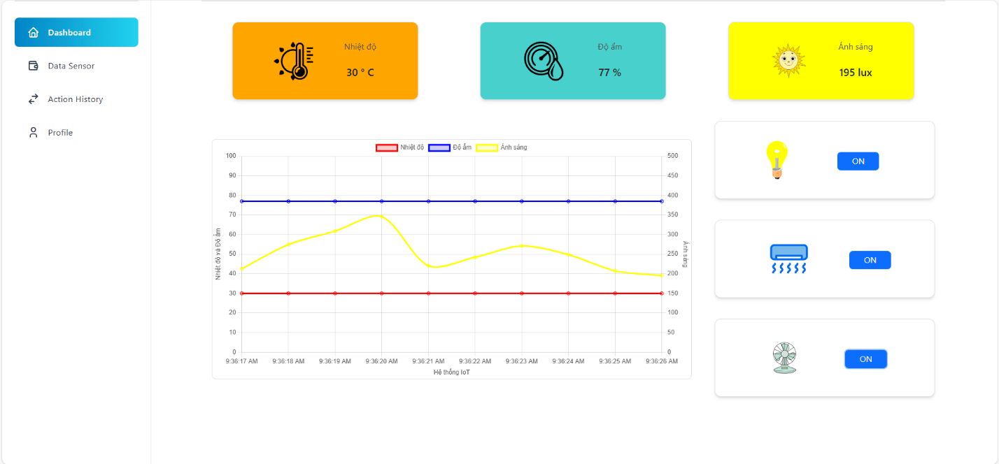 Dashboard
Data Sensor
Action History
Profile
Nhiệt độ
30 ° C
Độ ẩm
77 %
Ánh sáng
195 lux
Nhiệt độ Độ ẩm Ánh sáng
100
90
80
70
60
50
40
30
20
10
0
Nhiệt độ và Độ ẩm
500
450
400
350
300
250
200
150
100
50
0
Ánh sáng
9:36:17 AM 9:36:18 AM 9:36:19 AM 9:36:20 AM 9:36:21 AM 9:36:22 AM 9:36:23 AM 9:36:24 AM 9:36:25 AM 9:36:26 AM
Hệ thống IoT
ON
ON
ON